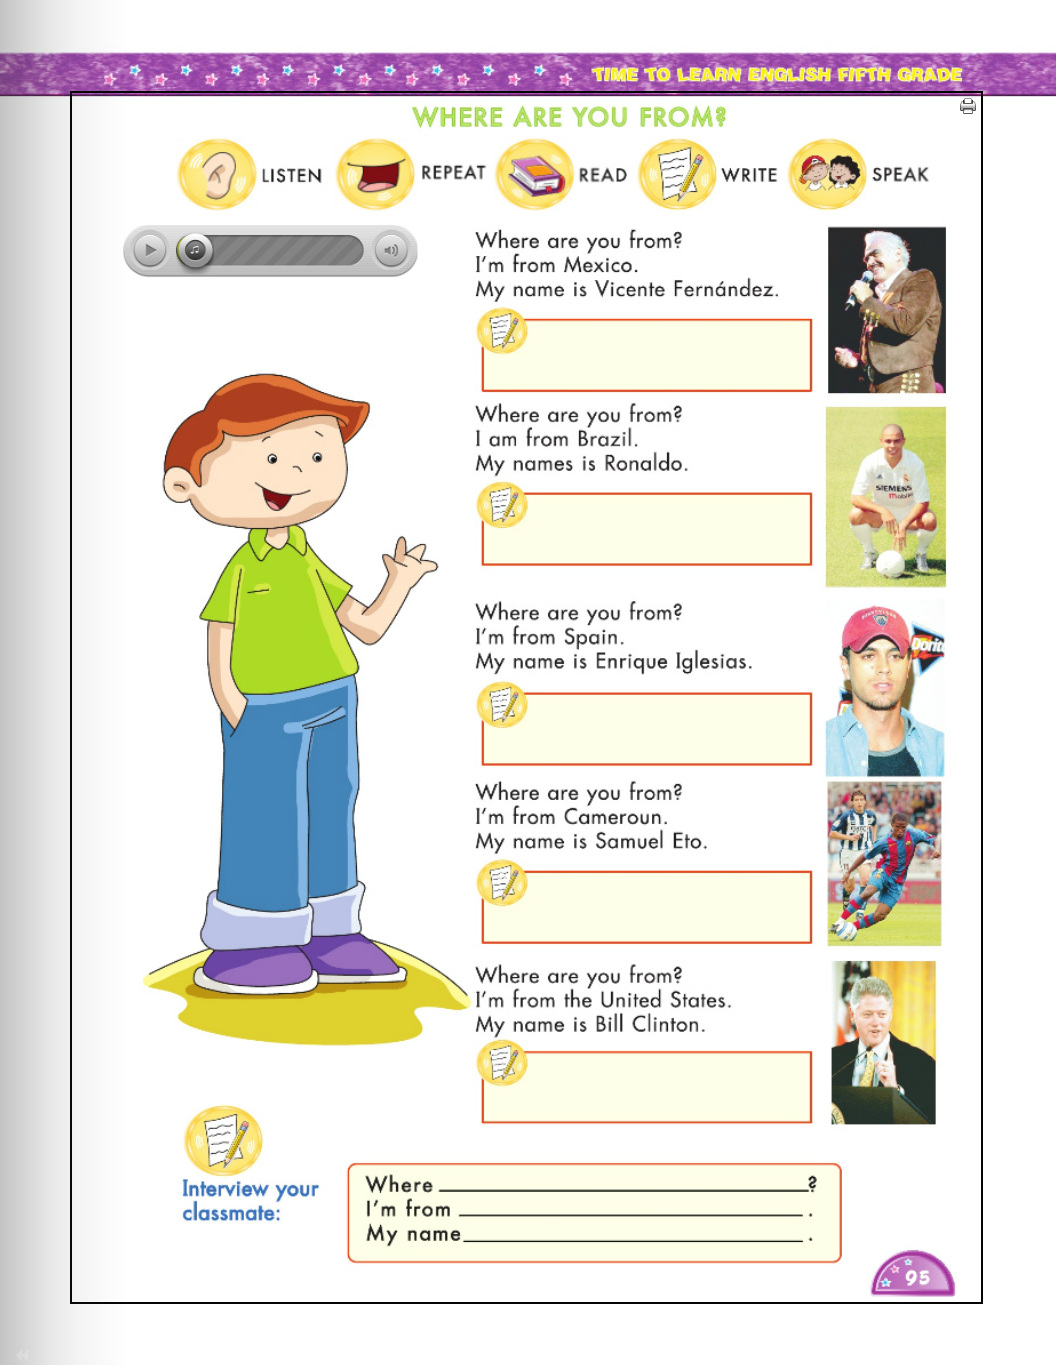 TIME TO LEARN ENGLISH FIFTH GRADE
WHERE ARE YOU FROM?
LISTEN
REPEAT
READ
WRITE
SPEAK
Where are you from?
I'm from Mexico.
My name is Vicente Fernández.
Where are you from?
I am from Brazil.
My names is Ronaldo.
SIEMENS
mobile
Where are you from?
I'm from Spain.
My name is Enrique Iglesias.
Where are you from?
I'm from Cameroun.
My name is Samuel Eto.
Where are you from?
I'm from the United States.
My name is Bill Clinton.
Interview your
classmate:
Where ____________________?
I'm from ____________________ .
My name____________________ .
95